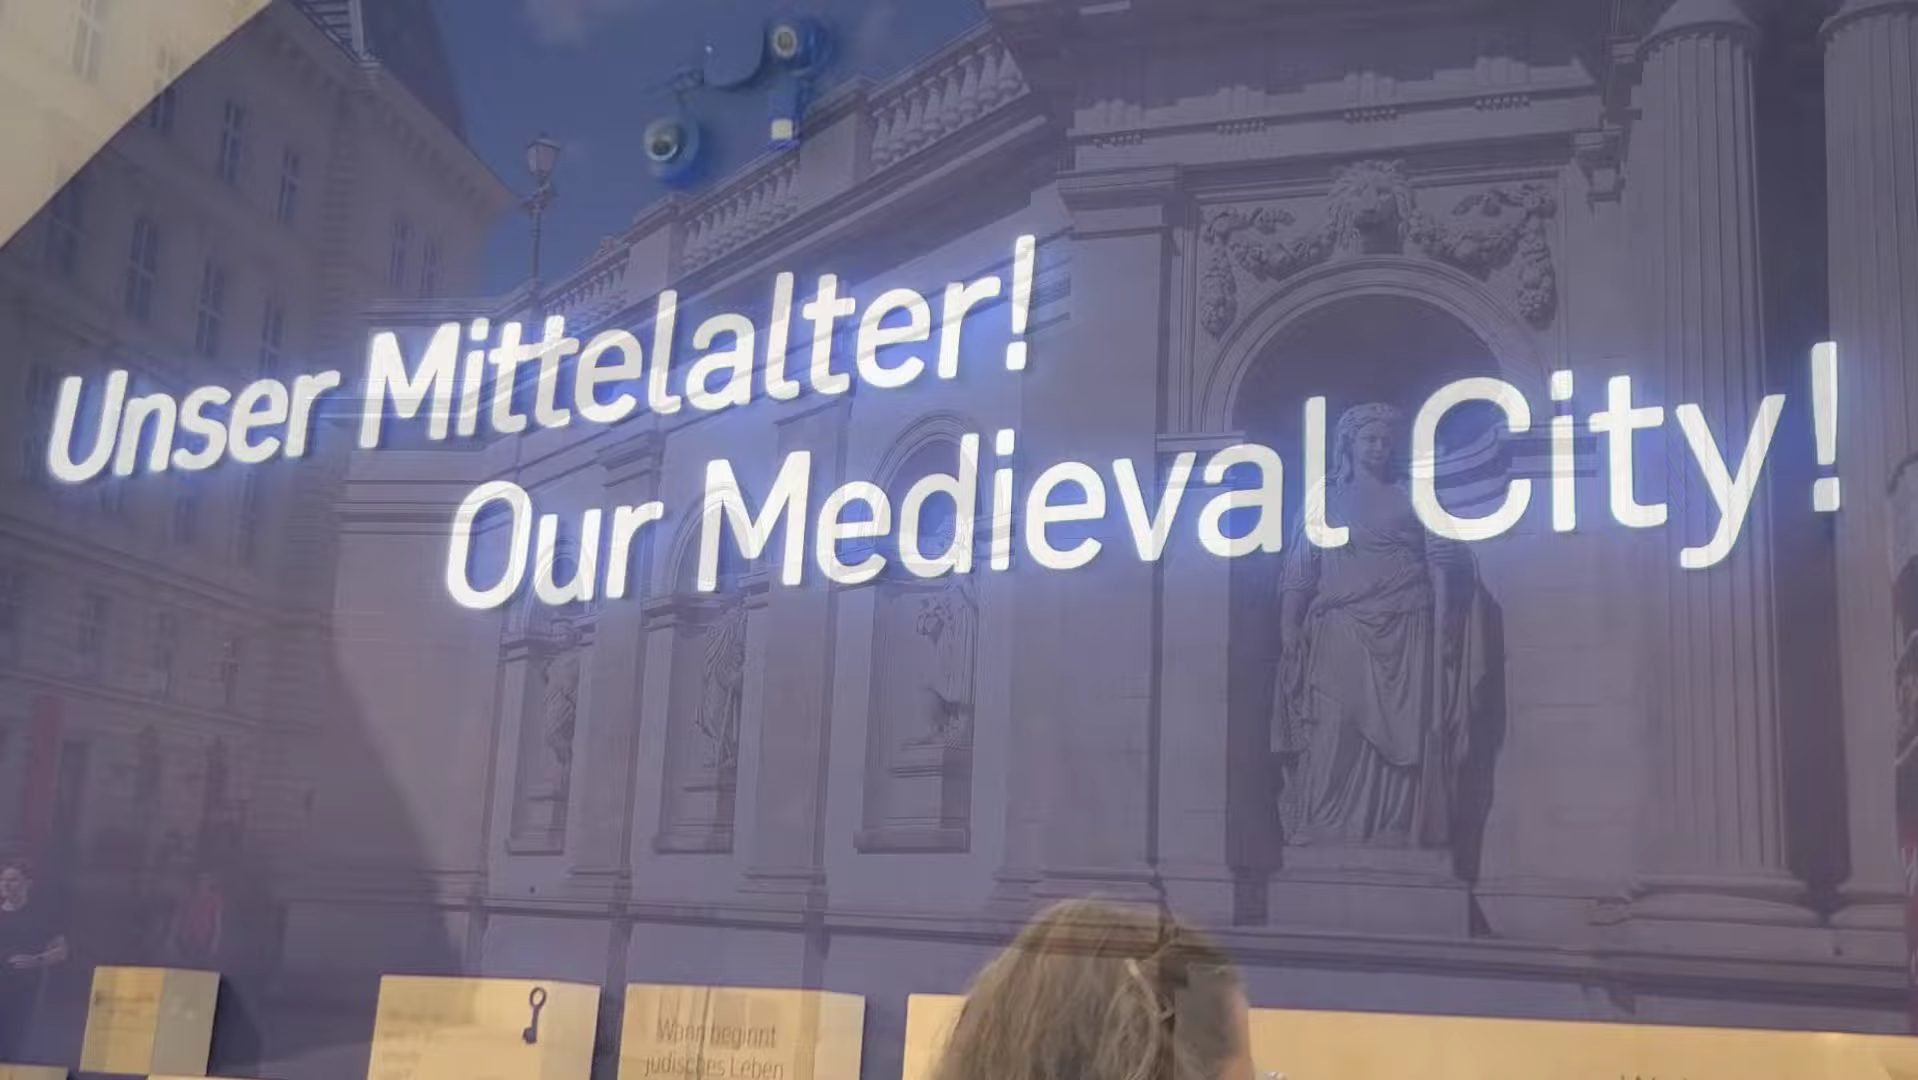 Unser Mittelalter!
Our Medieval City!
Wann beginnt
jüdisches Leben